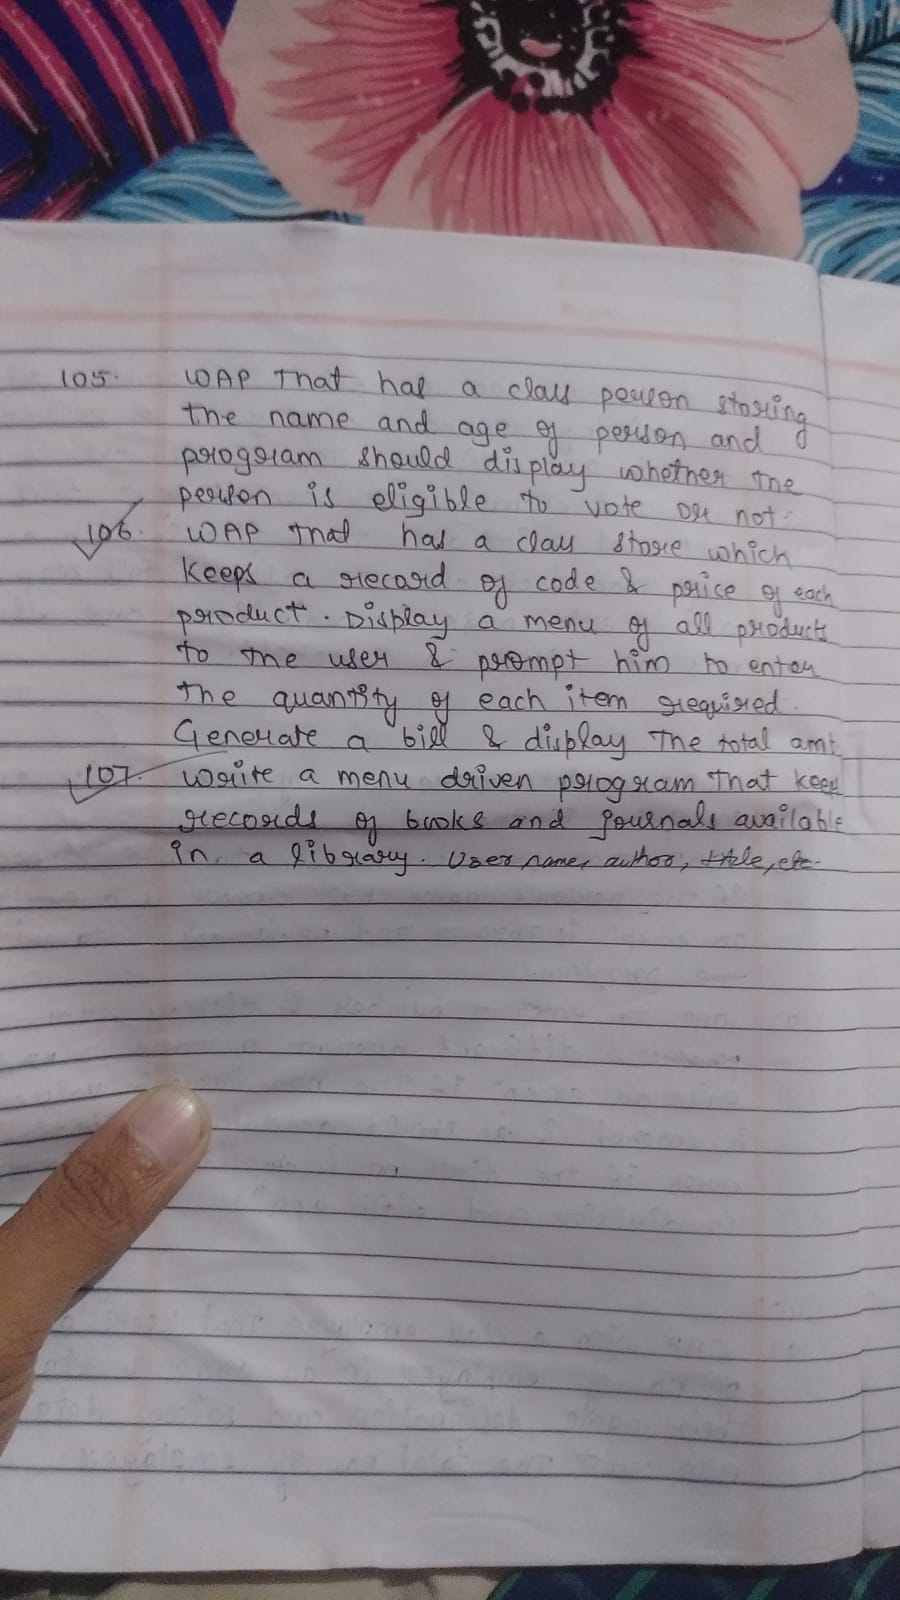 105. WAP That has a class person storing
the name and age of person and
program should display whether the
person is eligible to vote or not.
106. WAP That has a class store which
Keeps a record of code & price of each
product. Display a menu of all products
to the user & prompt him to enter
the quantity of each item required.
Generate a bill & display The total amt.
107. Write a menu driven program That keep
records of books and journals available
in a library. User name, author, title, etc.